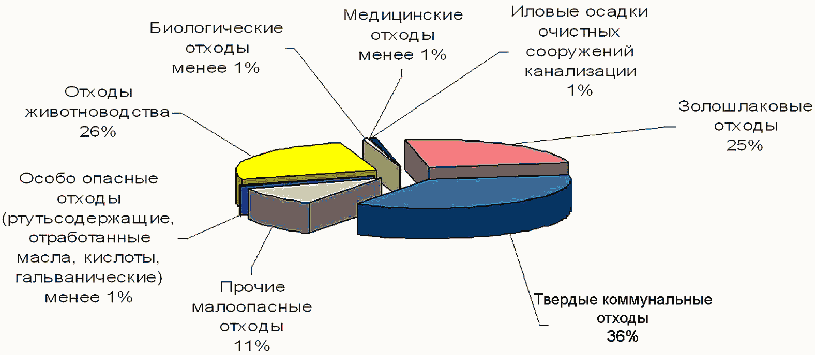 Биологические
отходы
менее 1%
Медицинские
отходы
менее 1%
Иловые осадки
очистных
сооружений
канализации
1%
Отходы
животноводства
26%
Золошлаковые
отходы
25%
Особо опасные
отходы
(ртутьсодержащие,
отработанные
масла, кислоты,
гальванические)
менее 1%
Прочие
малоопасные
отходы
11%
Твердые коммунальные
отходы
36%